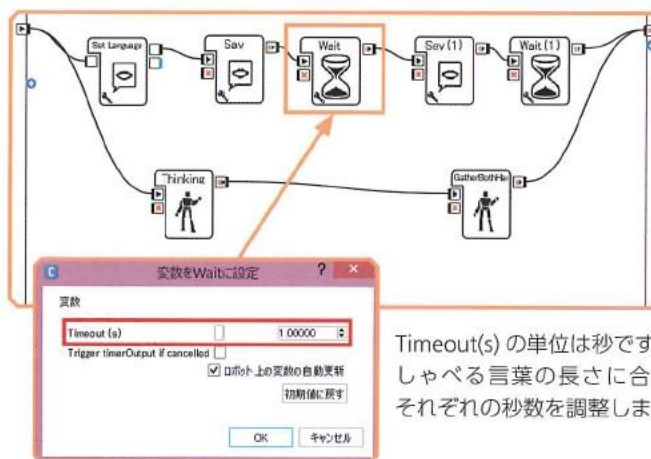 Set Language
Say
Wait
Say (1)
Wait (1)
Thinking
変数をWaitに設定
?
×
変数
Timeout (s)
1.00000
Trigger timerOutput if cancelled
ロボット上の変数の自動更新
初期値に戻す
OK
キャンセル
Timeout(s) の単位は秒です
しゃべる言葉の長さに合
それぞれの秒数を調整しま